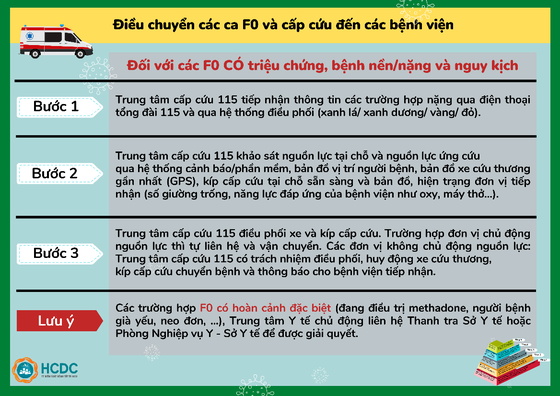 Điều chuyển các ca F0 và cấp cứu đến các bệnh viện
Đối với các F0 CÓ triệu chứng, bệnh nền/nặng và nguy kịch
Bước 1
Trung tâm cấp cứu 115 tiếp nhận thông tin các trường hợp nặng qua điện thoại
tổng đài 115 và qua hệ thống điều phối (xanh lá/ xanh dương/ vàng/ đỏ).
Bước 2
Trung tâm cấp cứu 115 khảo sát nguồn lực tại chỗ và nguồn lực ứng cứu
qua hệ thống cảnh báo/phần mềm, bản đồ vị trí người bệnh, bản đồ xe cứu thương
gần nhất (GPS), kíp cấp cứu tại chỗ sẵn sàng và bản đồ, hiện trạng đơn vị tiếp
nhận (số giường trống, năng lực đáp ứng của bệnh viện như oxy, máy thở...).
Bước 3
Trung tâm cấp cứu 115 điều phối xe và kíp cấp cứu. Trường hợp đơn vị chủ động
nguồn lực thì tự liên hệ và vận chuyển. Các đơn vị không chủ động nguồn lực:
Trung tâm cấp cứu 115 có trách nhiệm điều phối, huy động xe cứu thương,
kíp cấp cứu chuyển bệnh và thông báo cho bệnh viện tiếp nhận.
Lưu ý
Các trường hợp F0 có hoàn cảnh đặc biệt (đang điều trị methadone, người bệnh
già yếu, neo đơn, ...), Trung tâm Y tế chủ động liên hệ Thanh tra Sở Y tế hoặc
Phòng Nghiệp vụ Y - Sở Y tế để được giải quyết.
HCDC